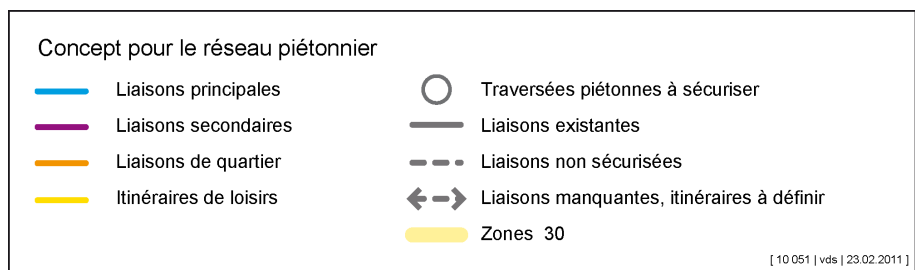 Concept pour le réseau piétonnier
Liaisons principales
Liaisons secondaires
Liaisons de quartier
Itinéraires de loisirs
Traversées piétonnes à sécuriser
Liaisons existantes
Liaisons non sécurisées
Liaisons manquantes, itinéraires à définir
Zones 30
[ 10 051 | vds | 23.02.2011 ]